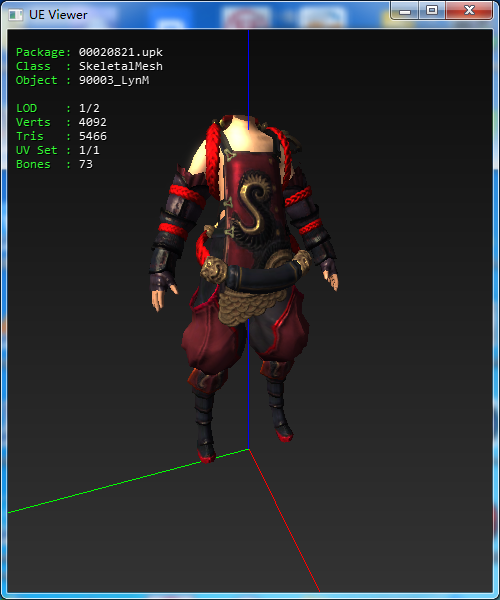 UE Viewer
Package: 00020821.upk
Class : SkeletalMesh
Object : 90003_LynM
LOD : 1/2
Verts : 4092
Tris : 5466
UV Set : 1/1
Bones : 73